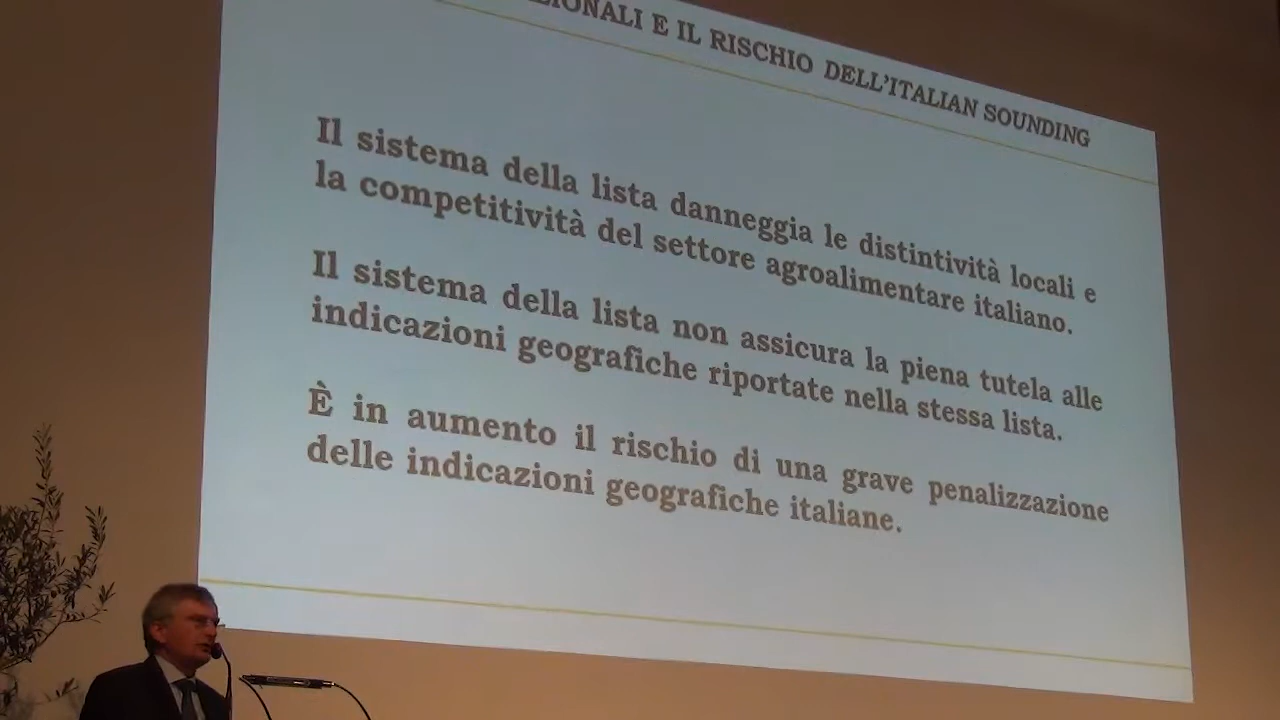 E IL RISCHIO DELL'ITALIAN SOUNDING
Il sistema della lista danneggia le distintività locali e
la competitività del settore agroalimentare italiano.
Il sistema della lista non assicura la piena tutela alle
indicazioni geografiche riportate nella stessa lista.
È in aumento il rischio di una grave penalizzazione
delle indicazioni geografiche italiane.